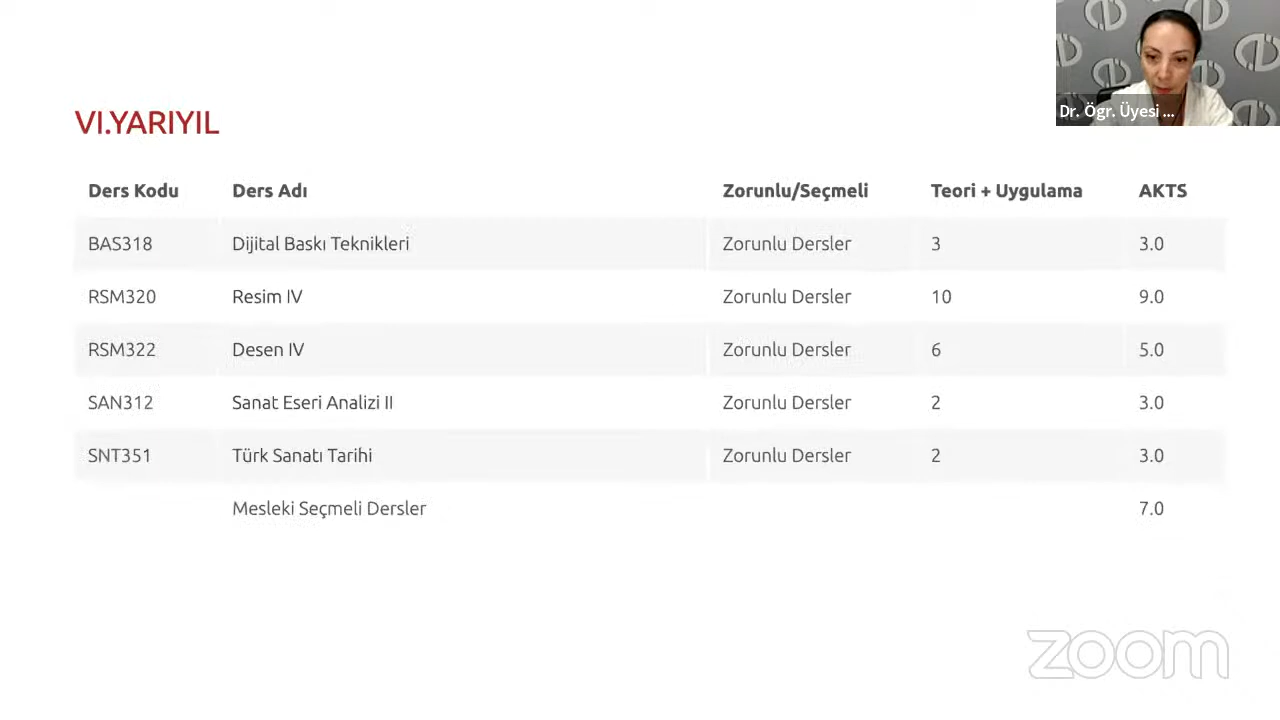 Dr. Ögr. Üyesi ...
VI.YARIYIL
Ders Kodu Ders Adı Zorunlu/Seçmeli Teori + Uygulama AKTS
BAS318 Dijital Baskı Teknikleri Zorunlu Dersler 3 3.0
RSM320 Resim IV Zorunlu Dersler 10 9.0
RSM322 Desen IV Zorunlu Dersler 6 5.0
SAN312 Sanat Eseri Analizi II Zorunlu Dersler 2 3.0
SNT351 Türk Sanatı Tarihi Zorunlu Dersler 2 3.0
Mesleki Seçmeli Dersler 7.0
zoom